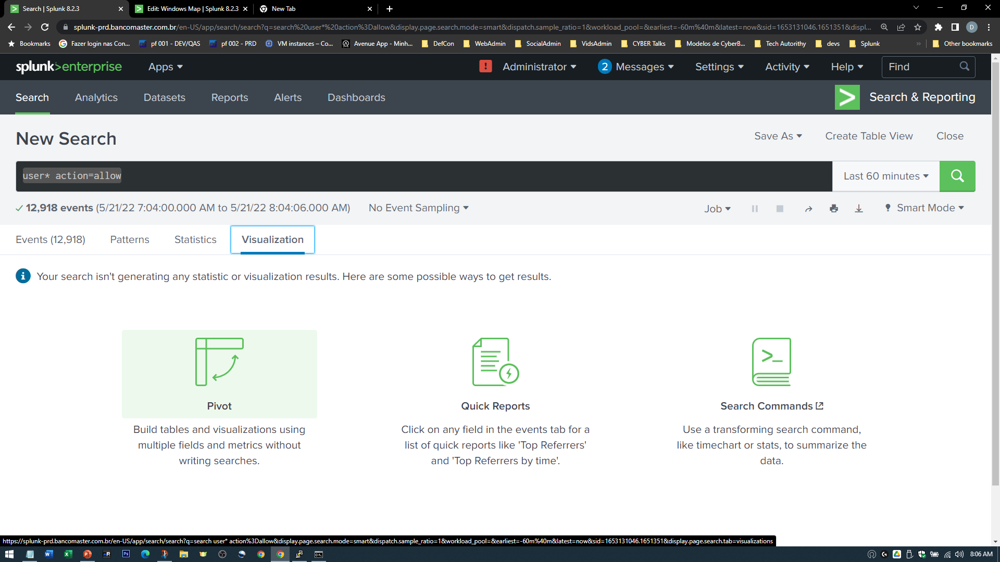 Search | Splunk 8.2.3
Edit: Windows Map | Splunk 8.2.3
New Tab
splunk-prd.bancomaster.com.br/en-US/app/search/search?q=search%20user*%20action%3Dallow&display.page.search.mode=smart&dispatch.sample_ratio=1&workload_pool=&earliest=-60m%40m&latest=now&sid=1653131046.1651351&displ...
D
Bookmarks
Fazer login nas Con...
pf 001 - DEV/QAS
pf 002 - PRD
VM instances – Co...
Avenue App - Minh...
DefCon
WebAdmin
SocialAdmin
VidsAdmin
CYBER Talks
Modelos de CyberB...
Tech Autority
devs
Splunk
»
Other bookmarks
splunk>enterprise
Apps
!
Administrator
2 Messages
Settings
Activity
Help
Find
Search
Analytics
Datasets
Reports
Alerts
Dashboards
Search & Reporting
New Search
Save As
Create Table View
Close
user* action=allow
Last 60 minutes
12,918 events (5/21/22 7:04:00.000 AM to 5/21/22 8:04:06.000 AM)
No Event Sampling
Job
Smart Mode
Events (12,918)
Patterns
Statistics
Visualization
Your search isn't generating any statistic or visualization results. Here are some possible ways to get results.
Pivot
Build tables and visualizations using
multiple fields and metrics without
writing searches.
Quick Reports
Click on any field in the events tab for a
list of quick reports like 'Top Referrers'
and 'Top Referrers by time'.
Search Commands
Use a transforming search command,
like timechart or stats, to summarize the
data.
https://splunk-prd.bancomaster.com.br/en-US/app/search/search?q=search user* action%3Dallow&display.page.search.mode=smart&dispatch.sample_ratio=1&workload_pool=&earliest=-60m%40m&latest=now&sid=1653131046.1651351&display.page.search.tab=visualizations
8:06 AM